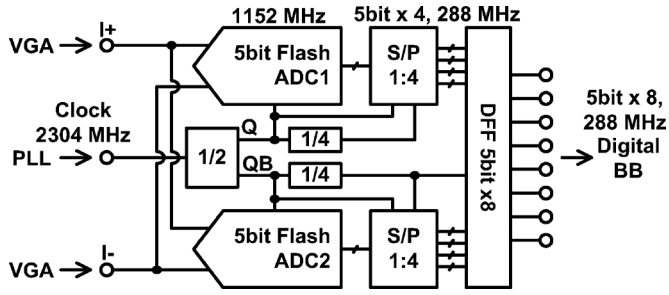 I+
1152 MHz
5bit x 4, 288 MHz
VGA
5bit Flash
ADC1
S/P
1:4
Clock
2304 MHz
PLL
1/2
Q
1/4
QB
1/4
DFF 5bit x8
5bit x 8,
288 MHz
Digital
BB
5bit Flash
ADC2
S/P
1:4
I-
VGA